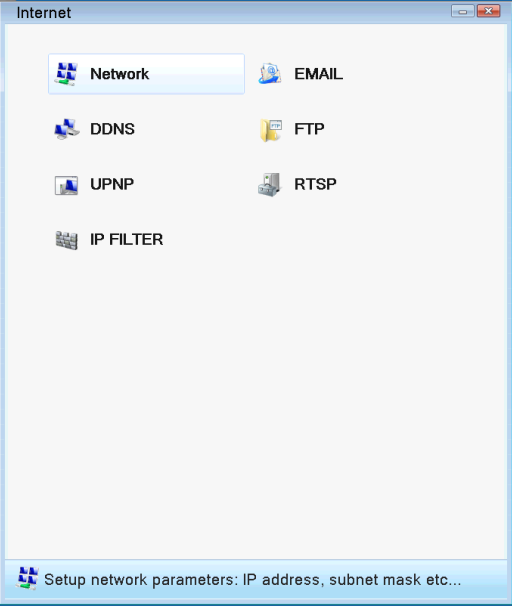 Internet
Network
EMAIL
DDNS
FTP
UPNP
RTSP
IP FILTER
Setup network parameters: IP address, subnet mask etc...